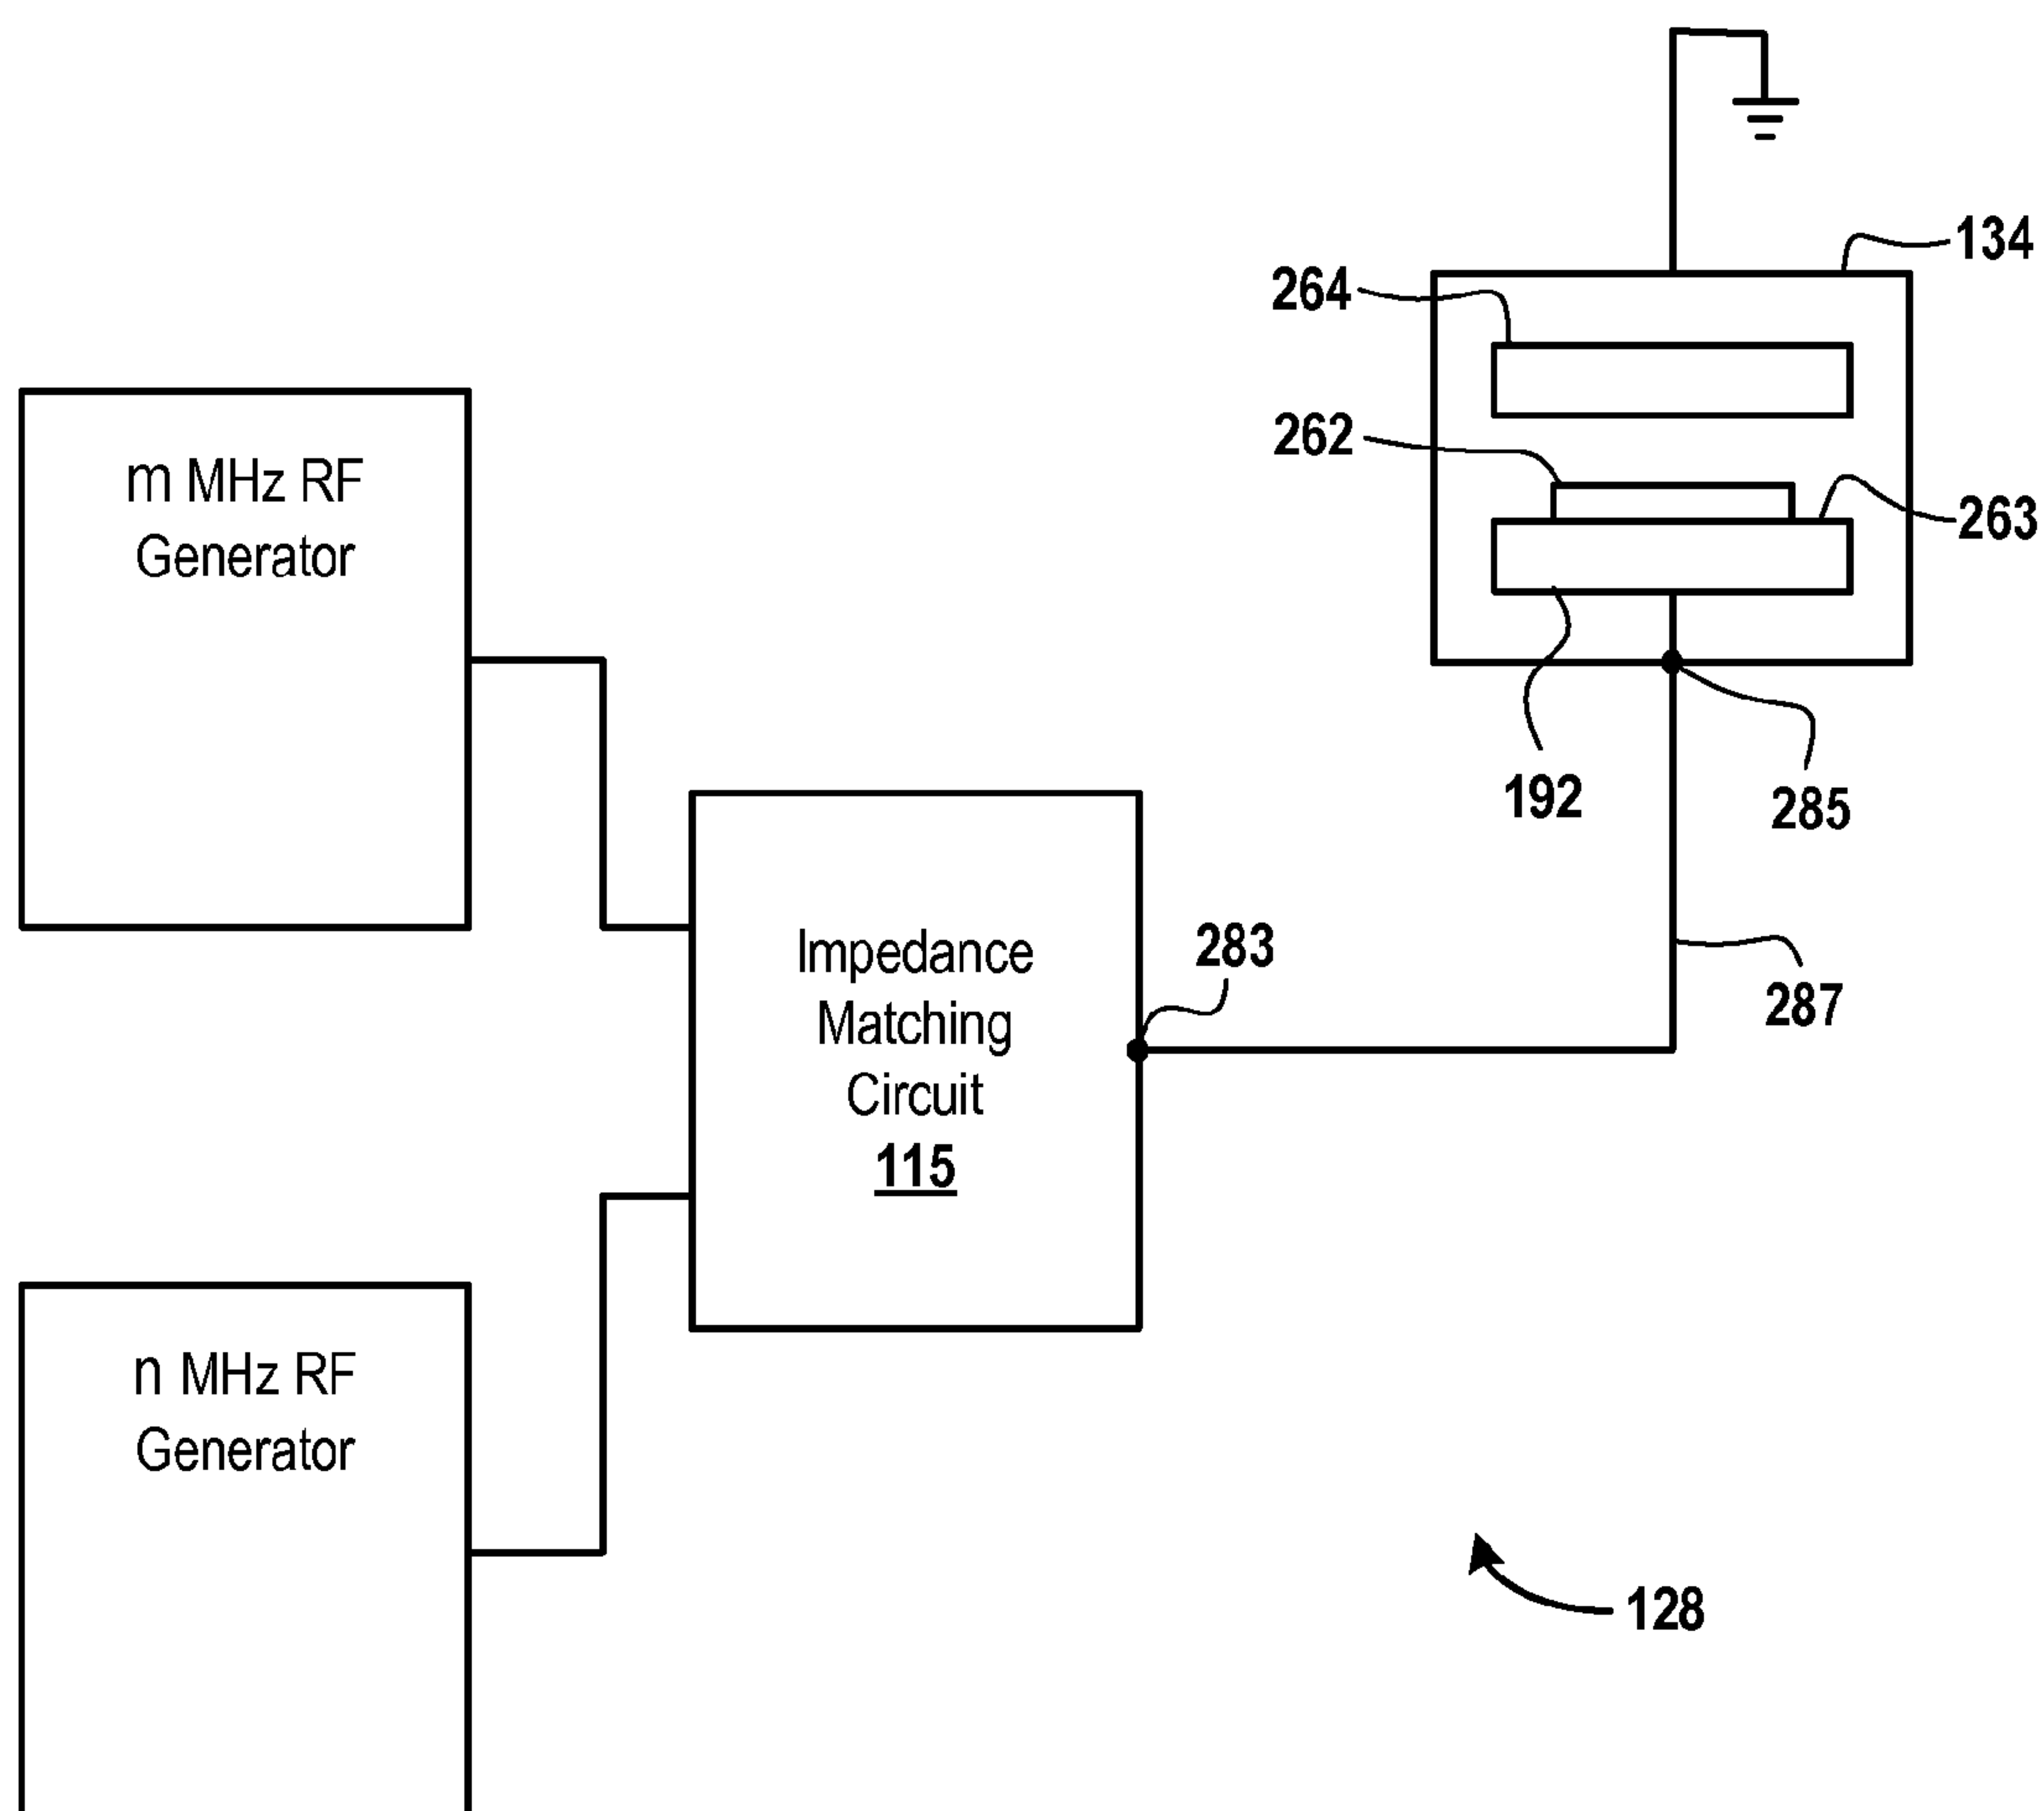 134
264
262
263
m MHz RF
Generator
192
285
283
Impedance
Matching
Circuit
115
287
n MHz RF
Generator
128